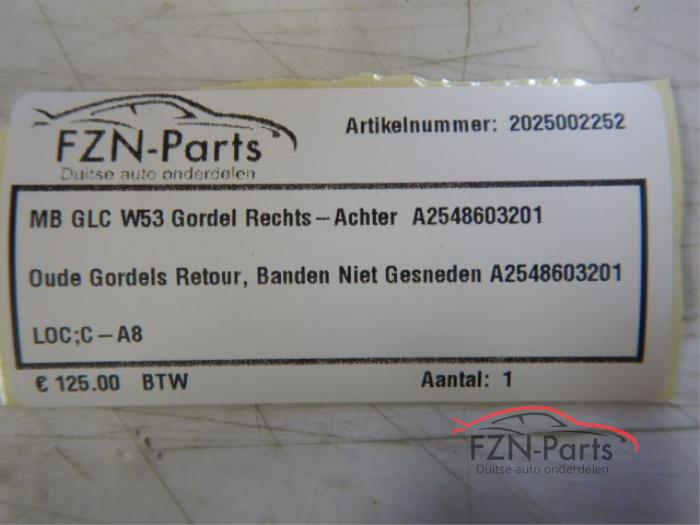 FZN-Parts
Duitse auto onderdelen
Artikelnummer: 2025002252
MB GLC W53 Gordel Rechts-Achter A2548603201
Oude Gordels Retour, Banden Niet Gesneden A2548603201
LOC;C-A8
€ 125.00 BTW
Aantal: 1
FZN-Parts
Duitse auto onderdelen